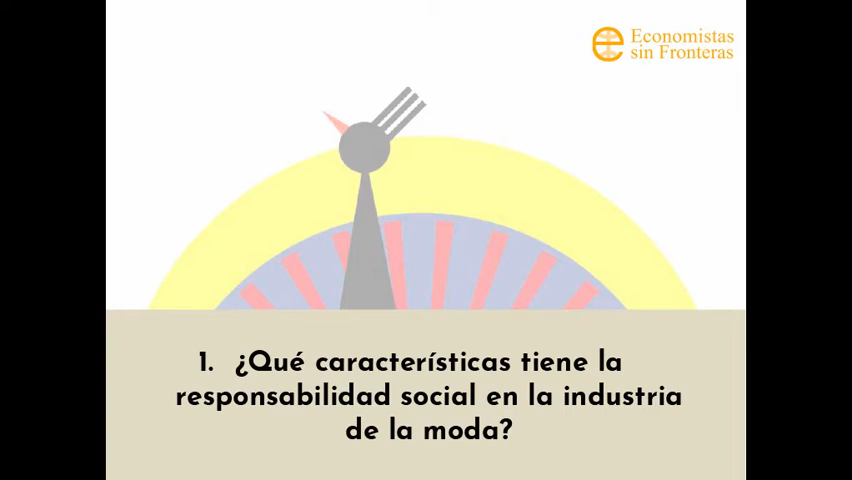 Economistas
sin Fronteras
1. ¿Qué características tiene la
responsabilidad social en la industria
de la moda?